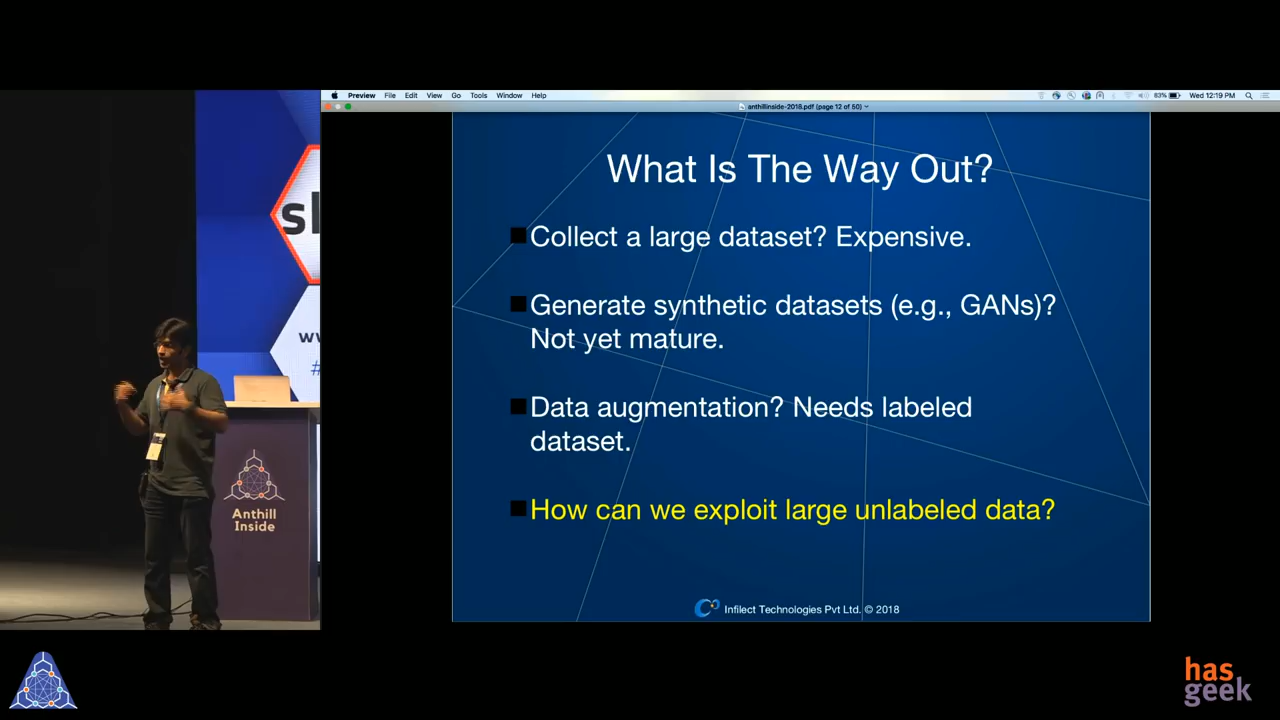 Preview File Edit View Go Tools Window Help
83% Wed 12:19 PM
anthillinside-2018.pdf (page 12 of 50)
What Is The Way Out?
Collect a large dataset? Expensive.
Generate synthetic datasets (e.g., GANs)?
Not yet mature.
Data augmentation? Needs labeled
dataset.
How can we exploit large unlabeled data?
Infilect Technologies Pvt Ltd. © 2018
Anthill
Inside
has
geek